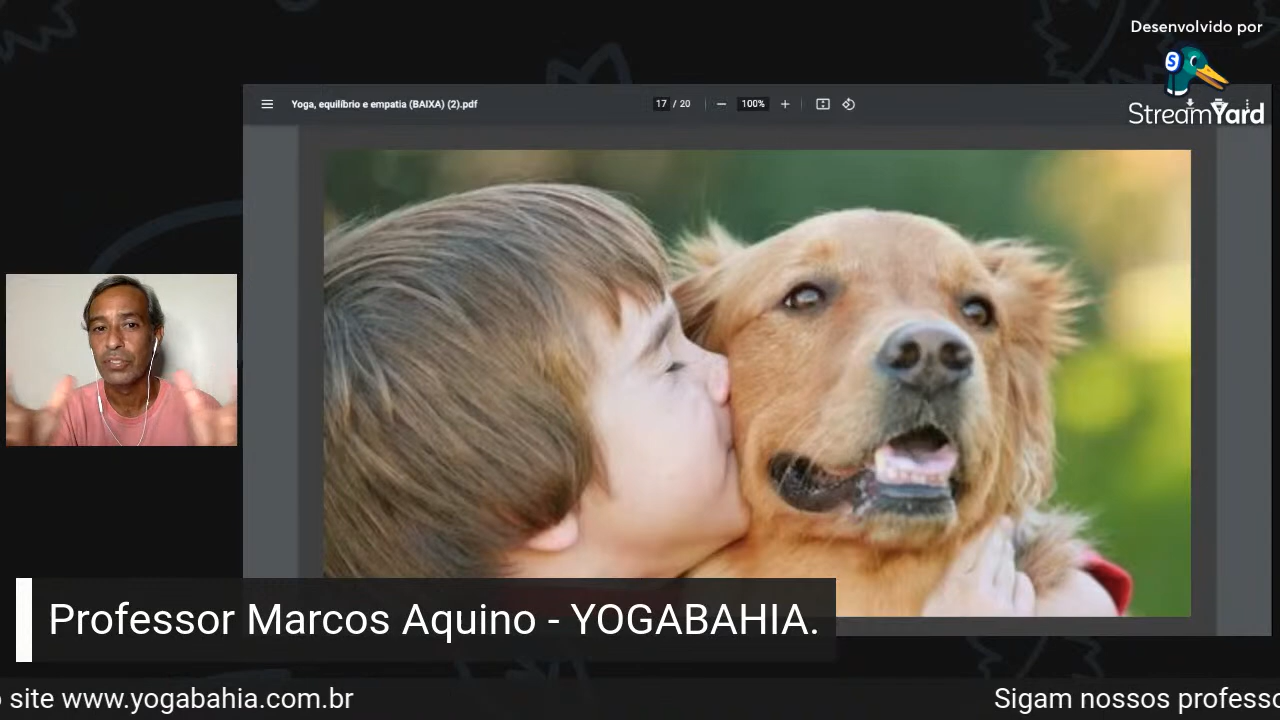 Desenvolvido por
StreamYard
Yoga, equilíbrio e empatia (BAIXA) (2).pdf
17 / 20
100%
Professor Marcos Aquino - YOGABAHIA.
site www.yogabahia.com.br
Sigam nossos